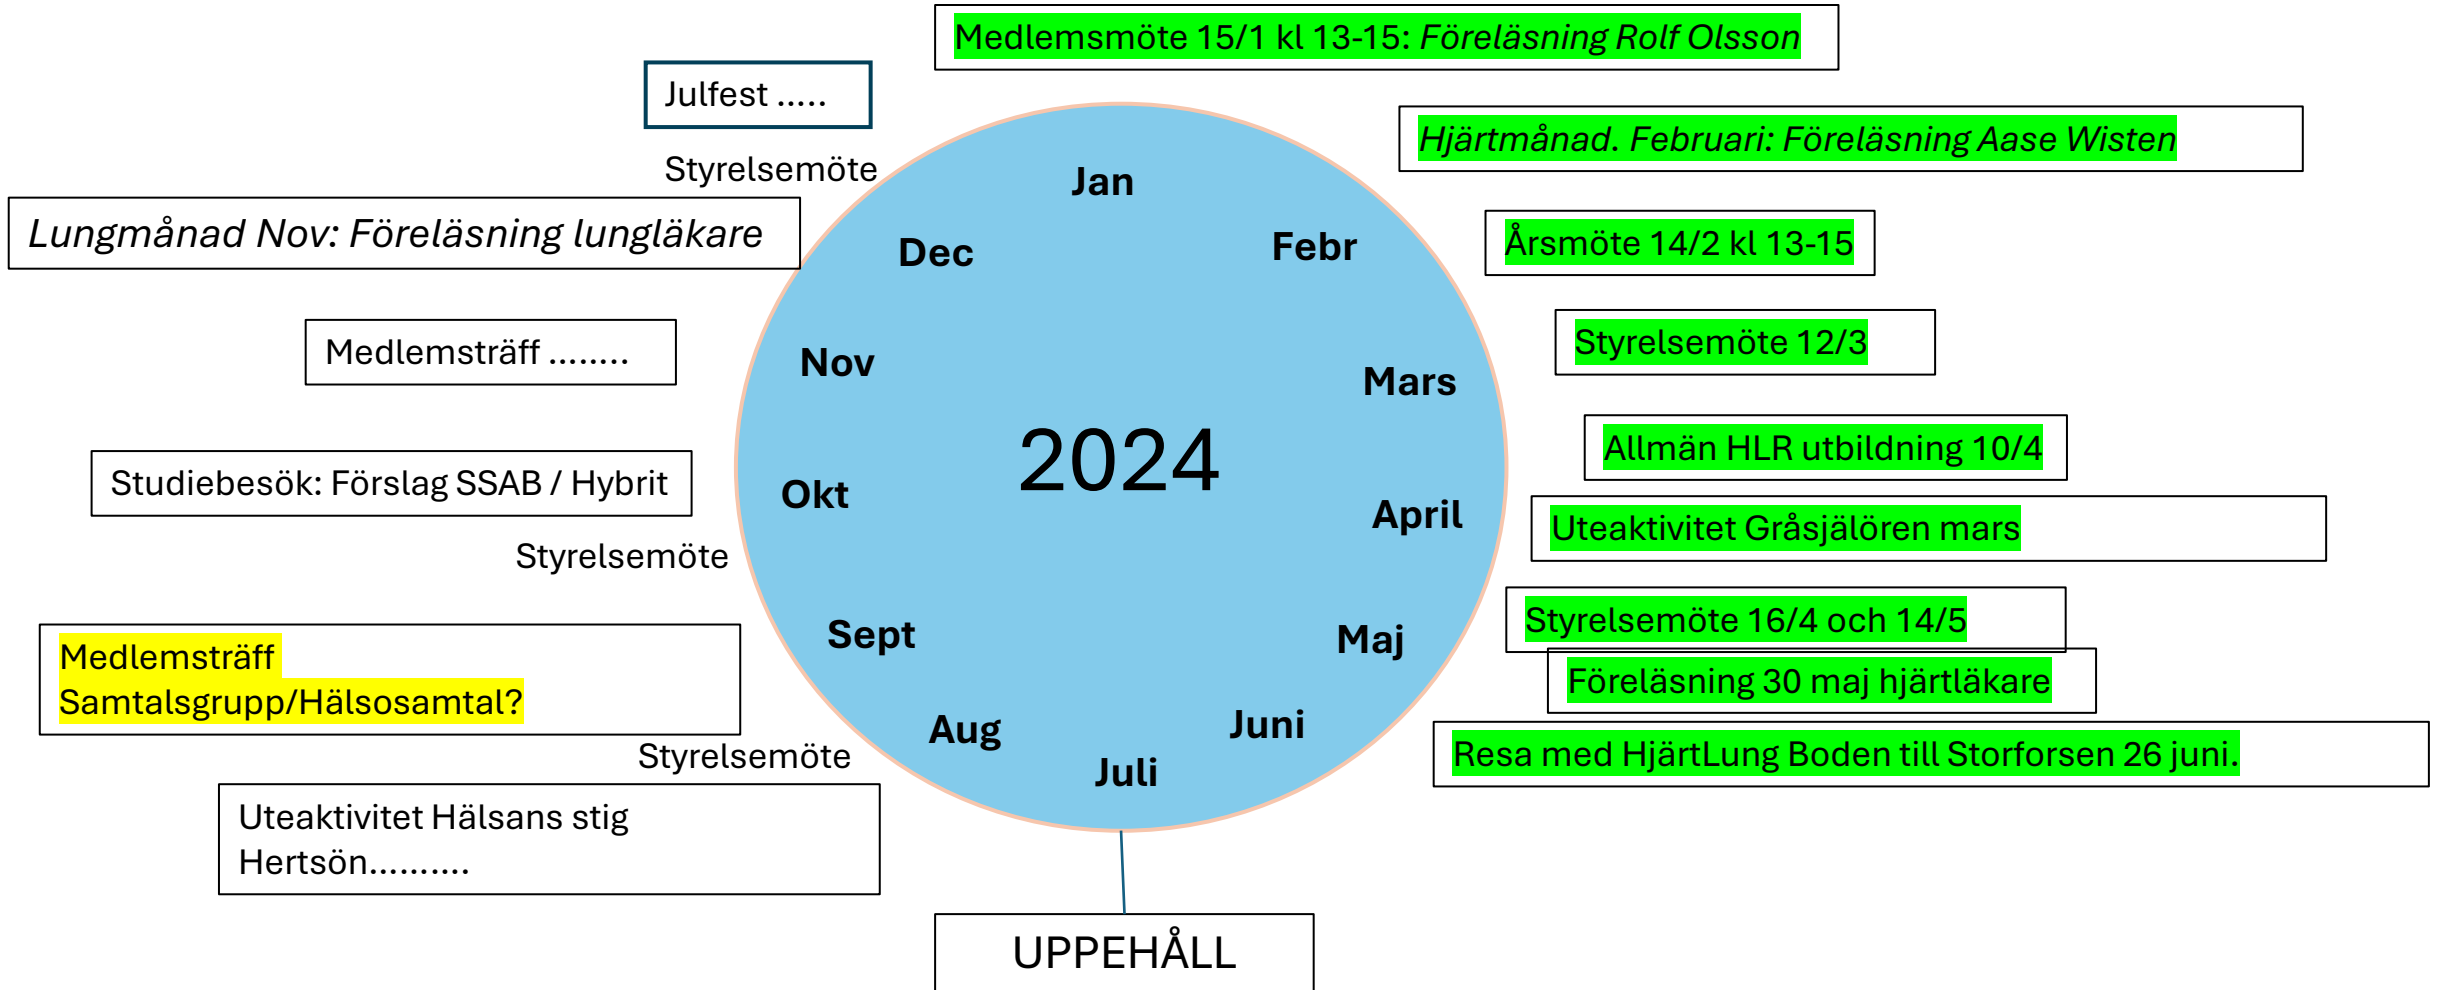 Medlemsmöte 15/1 kl 13-15: Föreläsning Rolf Olsson
Julfest .....
Hjärtmånad. Februari: Föreläsning Aase Wisten
Styrelsemöte
Jan
Lungmånad Nov: Föreläsning lungläkare
Dec
Febr
Årsmöte 14/2 kl 13-15
Medlemsträff ........
Nov
Mars
Styrelsemöte 12/3
2024
Studiebesök: Förslag SSAB / Hybrit
Okt
April
Allmän HLR utbildning 10/4
Uteaktivitet Gråsjälören mars
Styrelsemöte
Sept
Maj
Styrelsemöte 16/4 och 14/5
Medlemsträff
Samtalsgrupp/Hälsosamtal?
Föreläsning 30 maj hjärtläkare
Aug
Juni
Juli
Styrelsemöte
Resa med HjärtLung Boden till Storforsen 26 juni.
Uteaktivitet Hälsans stig
Hertsön..........
UPPEHÅLL